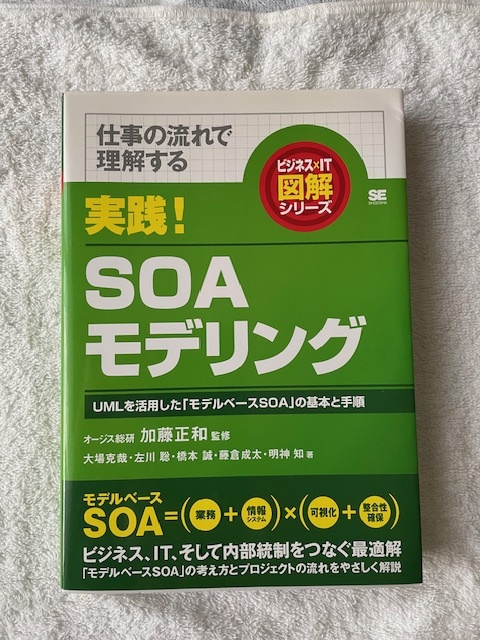 仕事の流れで
理解する
ビジネス×IT
図解
シリーズ
SE
SHOEISHA
実践！
SOA
モデリング
UMLを活用した「モデルベースSOA」の基本と手順
オージス総研 加藤正和 監修
大場克哉・左川 聡・橋本 誠・藤倉成太・明神 知 著
モデルベース
SOA=(業務+情報システム)×(可視化+整合性確保)
ビジネス、IT、そして内部統制をつなぐ最適解
「モデルベースSOA」の考え方とプロジェクトの流れをやさしく解説